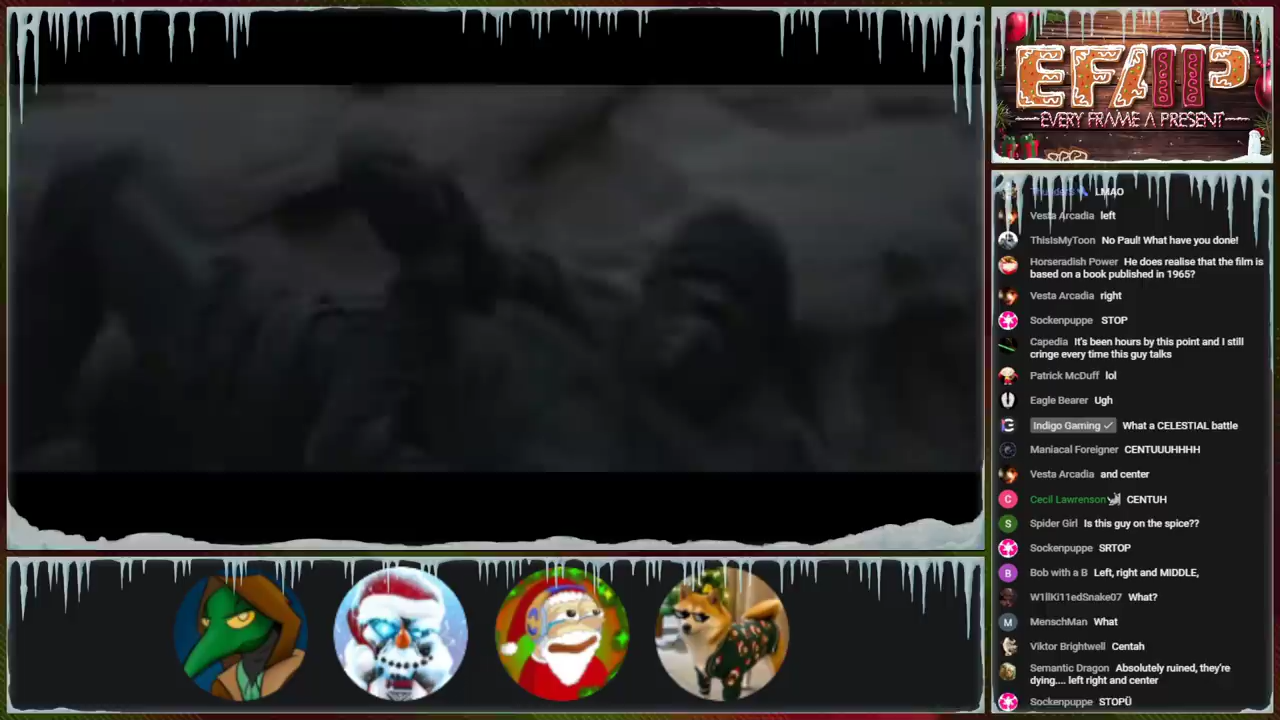 EFAP
EVERY FRAME A PRESENT
LMAO
Vesta Arcadia left
ThisIsMyToon No Paul! What have you done!
Horseradish Power He does realise that the film is
based on a book published in 1965?
Vesta Arcadia right
Sockenpuppe STOP
Capedia It's been hours by this point and I still
cringe every time this guy talks
Patrick McDuff lol
Eagle Bearer Ugh
Indigo Gaming What a CELESTIAL battle
Maniacal Foreigner CENTUUUHHHH
Vesta Arcadia and center
C Cecil Lawrenson CENTUH
S Spider Girl Is this guy on the spice??
Sockenpuppe SRTOP
B Bob with a B Left, right and MIDDLE,
W1llKi11edSnake07 What?
M MenschMan What
Viktor Brightwell Centah
Semantic Dragon Absolutely ruined, they're
dying.... left right and center
Sockenpuppe STOPÜ